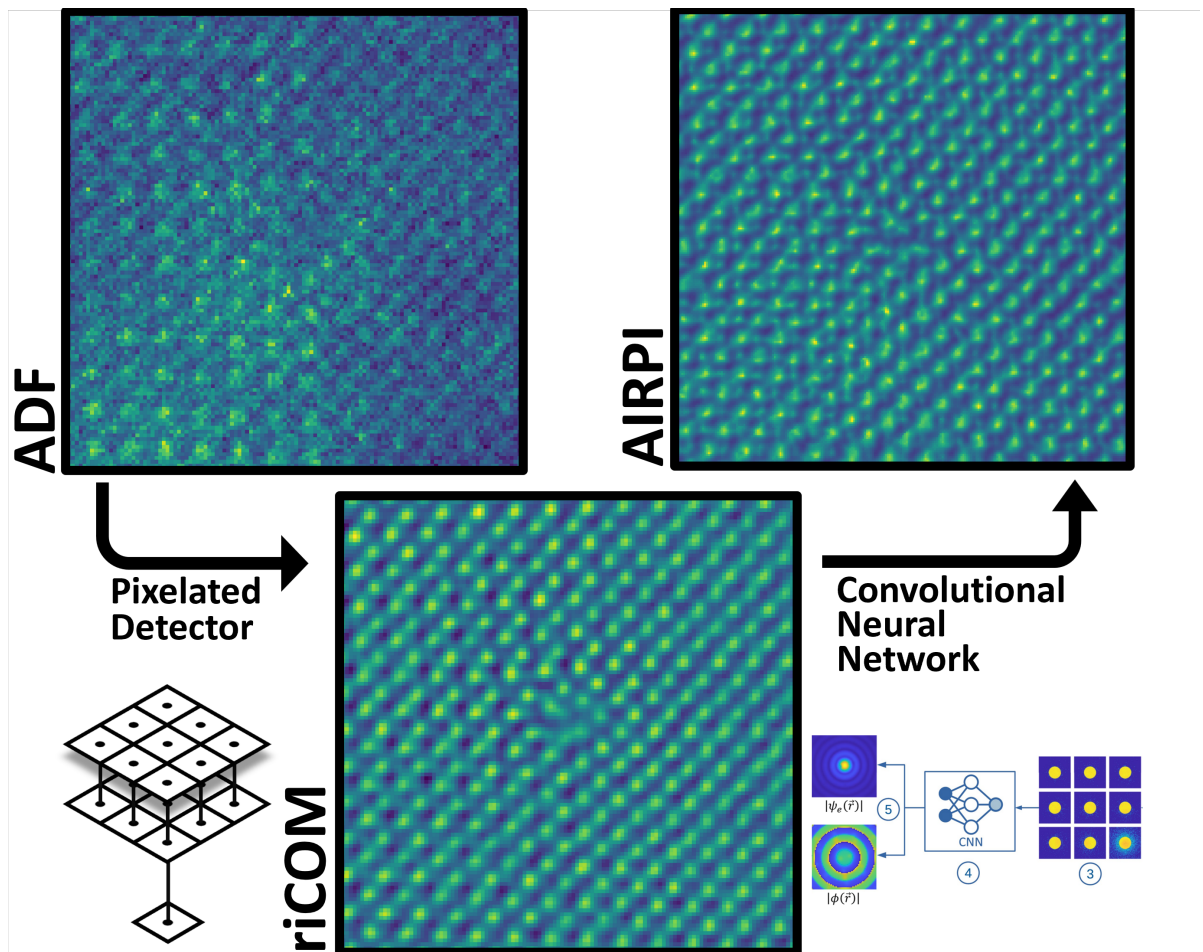 ADF
AIRPI
Pixelated
Detector
Convolutional
Neural
Network
riCOM
|ψₑ(r⃗)|
5
CNN
|ϕ(r⃗)|
4
3